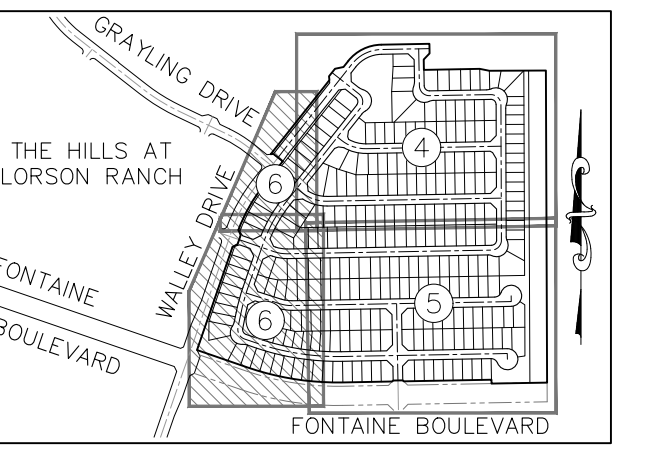 GRAYLING DRIVE
THE HILLS AT
LORSON RANCH
WALLEY DRIVE
FONTAINE
BOULEVARD
4
6
5
6
FONTAINE BOULEVARD